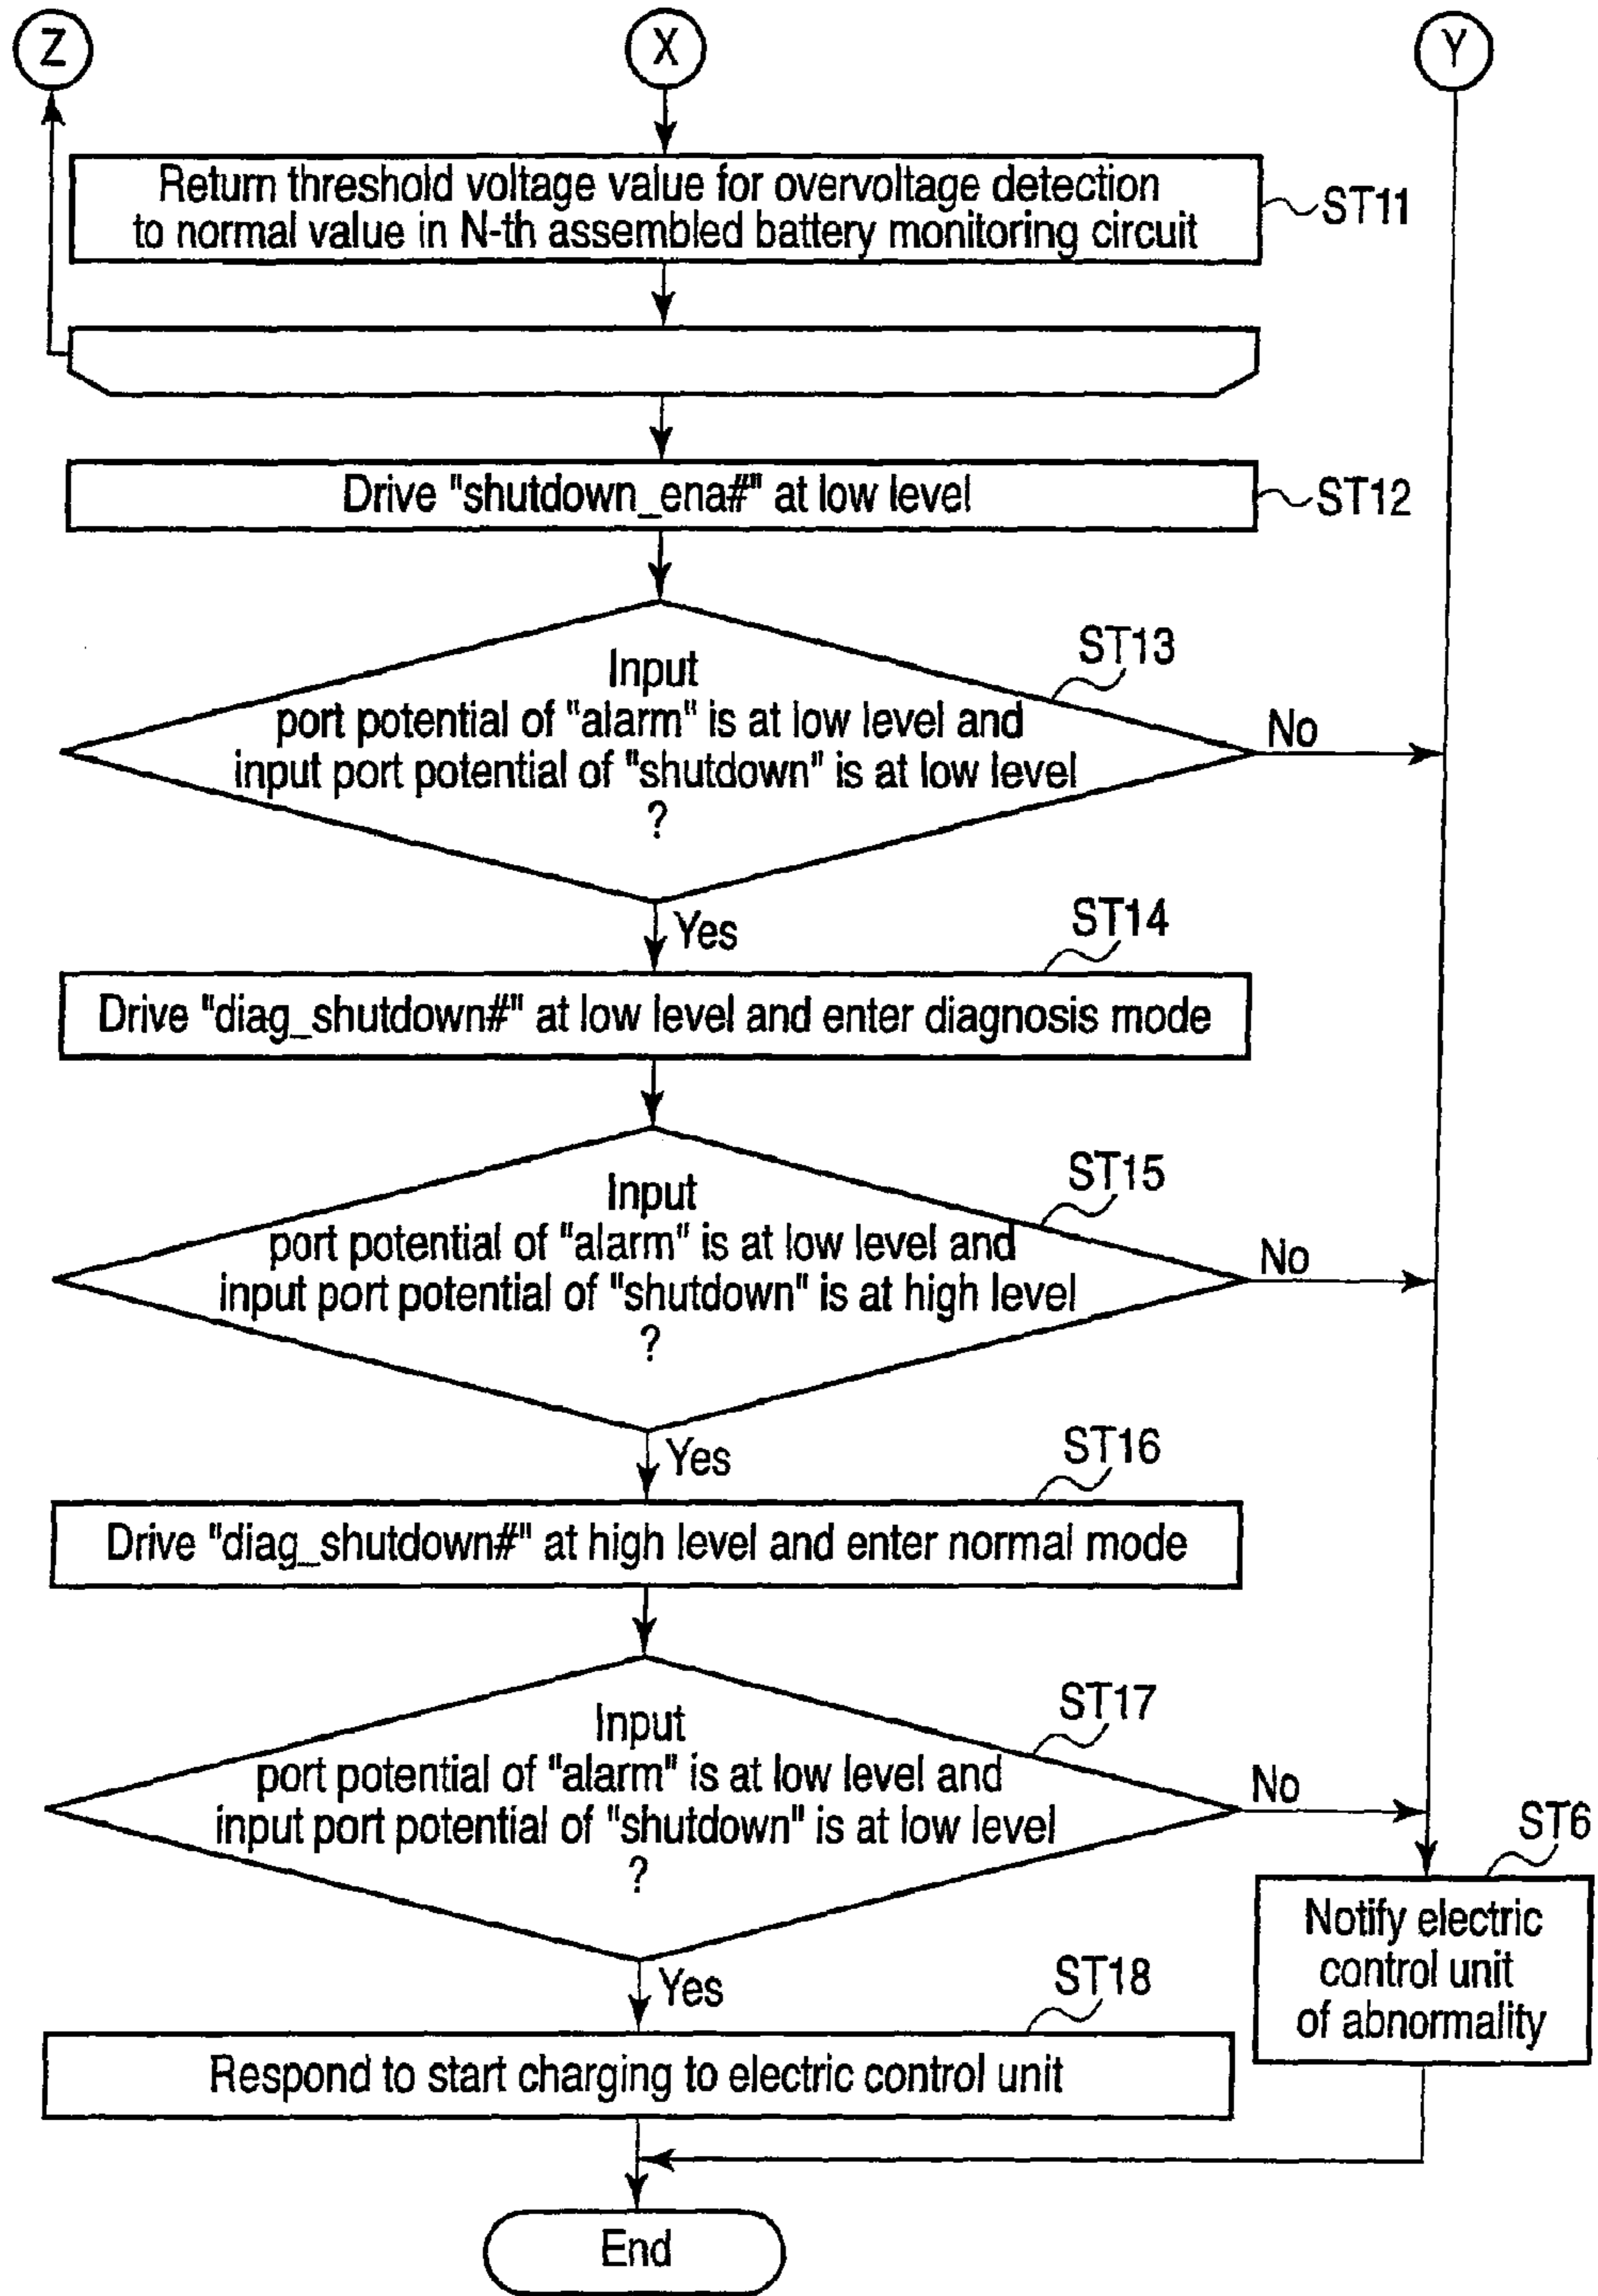 Z
X
Y
Return threshold voltage value for overvoltage detection
to normal value in N-th assembled battery monitoring circuit
ST11
Drive "shutdown_ena#" at low level
ST12
ST13
Input
port potential of "alarm" is at low level and
input port potential of "shutdown" is at low level
?
No
Yes
ST14
Drive "diag_shutdown#" at low level and enter diagnosis mode
ST15
Input
port potential of "alarm" is at low level and
input port potential of "shutdown" is at high level
?
No
Yes
ST16
Drive "diag_shutdown#" at high level and enter normal mode
ST17
Input
port potential of "alarm" is at low level and
input port potential of "shutdown" is at low level
?
No
ST6
Notify electric
control unit
of abnormality
Yes
ST18
Respond to start charging to electric control unit
End